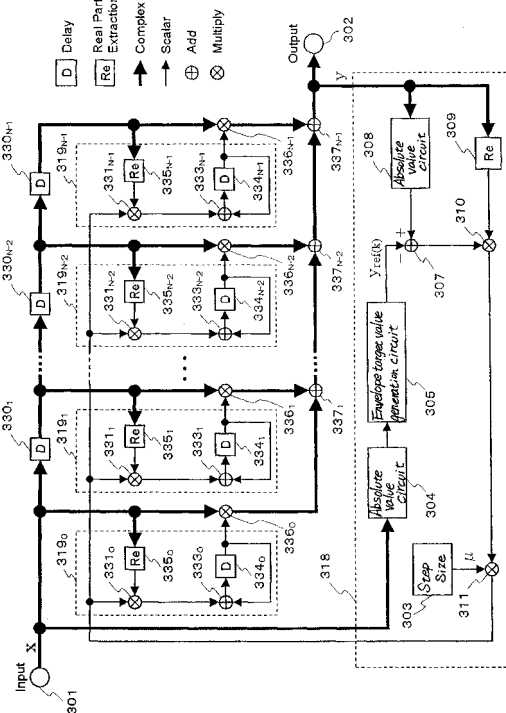 Input
301
X
330₁
330N-2
330N-1
D
D
D
D Delay
Re Real Part Extraction
Complex
Scalar
⊕ Add
⊗ Multiply
319₀
331₀
Re
335₀
333₀
D
334₀
336₀
319₁
331₁
Re
335₁
333₁
D
334₁
336₁
337₁
319N-2
331N-2
Re
335N-2
333N-2
D
334N-2
336N-2
337N-2
319N-1
331N-1
Re
335N-1
333N-1
D
334N-1
336N-1
337N-1
Output
302
y
318
Step Size
303
μ
311
Absolute value circuit
304
Envelope target value generation circuit
305
yref(k)
−
+
307
Absolute value circuit
308
Re
309
310